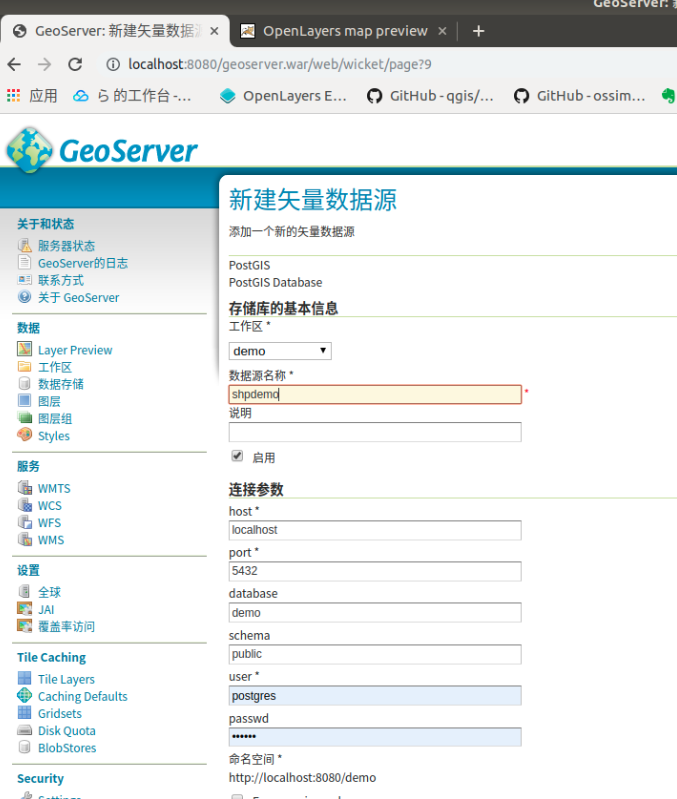 GeoServer:
GeoServer: 新建矢量数据
OpenLayers map preview
localhost:8080/geoserver.war/web/wicket/page?9
应用
ら 的工作台 -...
OpenLayers E...
GitHub - qgis/...
GitHub - ossim...
GeoServer
新建矢量数据源
添加一个新的矢量数据源
关于和状态
服务器状态
GeoServer的日志
联系方式
关于 GeoServer
数据
Layer Preview
工作区
数据存储
图层
图层组
Styles
服务
WMTS
WCS
WFS
WMS
设置
全球
JAI
覆盖率访问
Tile Caching
Tile Layers
Caching Defaults
Gridsets
Disk Quota
BlobStores
Security
Settings
PostGIS
PostGIS Database
存储库的基本信息
工作区 *
demo
数据源名称 *
shpdemo
*
说明
启用
连接参数
host *
localhost
port *
5432
database
demo
schema
public
user *
postgres
passwd
••••••
命名空间 *
http://localhost:8080/demo